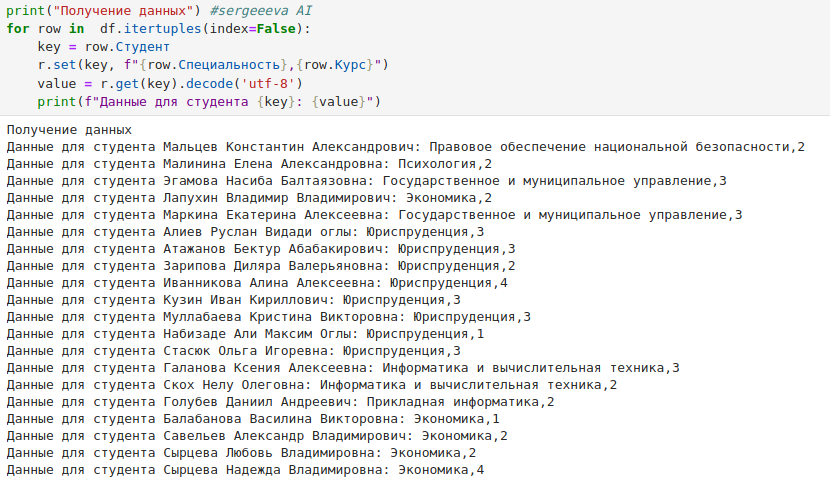 print("Получение данных") #sergeeeva AI
for row in  df.itertuples(index=False):
    key = row.Студент
    r.set(key, f"{row.Специальность},{row.Курс}")
    value = r.get(key).decode('utf-8')
    print(f"Данные для студента {key}: {value}")
Получение данных
Данные для студента Мальцев Константин Александрович: Правовое обеспечение национальной безопасности,2
Данные для студента Малинина Елена Александровна: Психология,2
Данные для студента Эгамова Насиба Балтаязовна: Государственное и муниципальное управление,3
Данные для студента Лапухин Владимир Владимирович: Экономика,2
Данные для студента Маркина Екатерина Алексеевна: Государственное и муниципальное управление,3
Данные для студента Алиев Руслан Видади оглы: Юриспруденция,3
Данные для студента Атажанов Бектур Абабакирович: Юриспруденция,3
Данные для студента Зарипова Диляра Валерьяновна: Юриспруденция,2
Данные для студента Иванникова Алина Алексеевна: Юриспруденция,4
Данные для студента Кузин Иван Кириллович: Юриспруденция,3
Данные для студента Муллабаева Кристина Викторовна: Юриспруденция,3
Данные для студента Набизаде Али Максим Оглы: Юриспруденция,1
Данные для студента Стасюк Ольга Игоревна: Юриспруденция,3
Данные для студента Галанова Ксения Алексеевна: Информатика и вычислительная техника,3
Данные для студента Скох Нелу Олеговна: Информатика и вычислительная техника,2
Данные для студента Голубев Даниил Андреевич: Прикладная информатика,2
Данные для студента Балабанова Василина Викторовна: Экономика,1
Данные для студента Савельев Александр Владимирович: Экономика,2
Данные для студента Сырцева Любовь Владимировна: Экономика,2
Данные для студента Сырцева Надежда Владимировна: Экономика,4